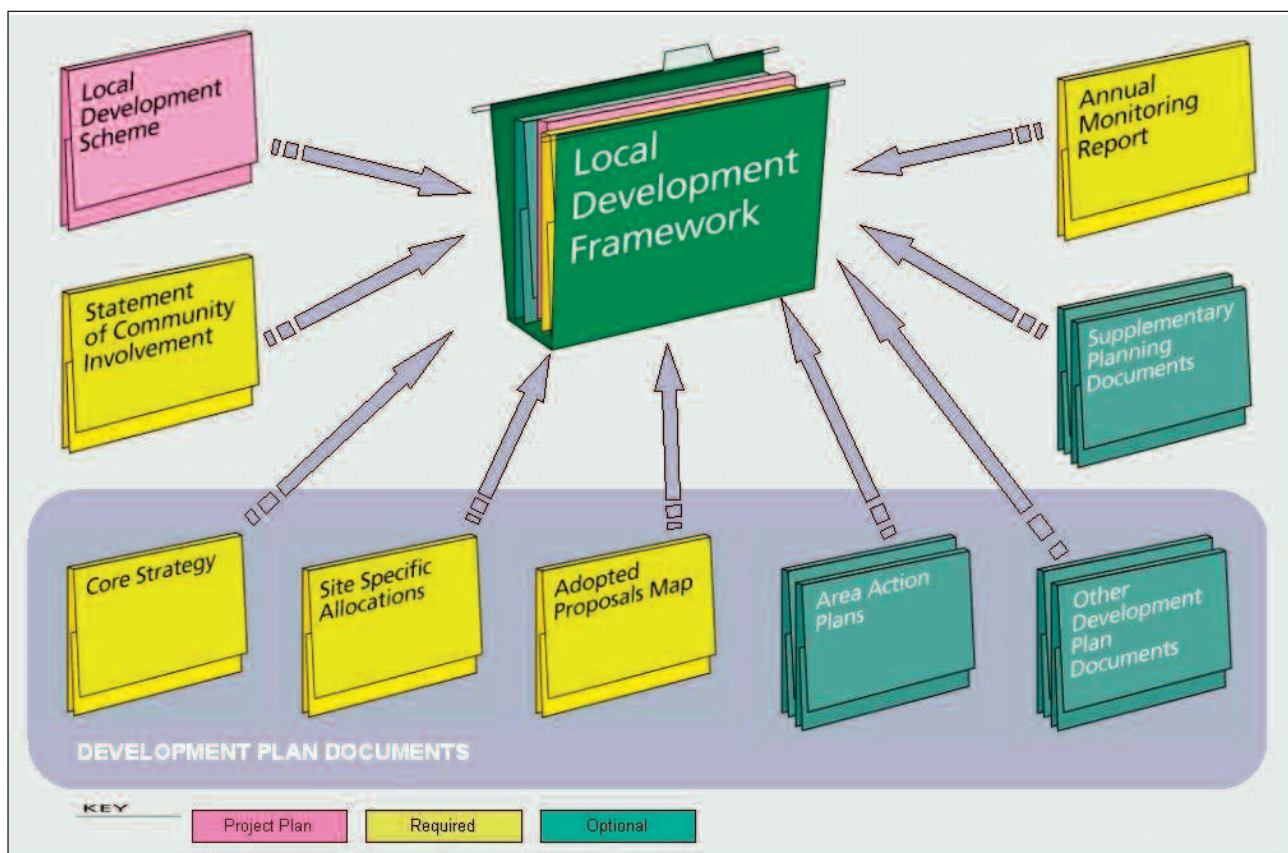 Local
Development
Scheme
Local
Development
Framework
Annual
Monitoring
Report
Statement
of Community
Involvement
Supplementary
Planning
Documents
Core Strategy
Site Specific
Allocations
Adopted
Proposals Map
Area Action
Plans
Other
Development
Plan
Documents
DEVELOPMENT PLAN DOCUMENTS
KEY
Project Plan
Required
Optional